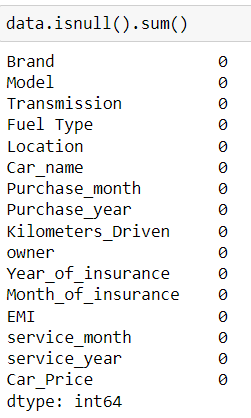 data.isnull().sum()
Brand 0
Model 0
Transmission 0
Fuel Type 0
Location 0
Car_name 0
Purchase_month 0
Purchase_year 0
Kilometers_Driven 0
owner 0
Year_of_insurance 0
Month_of_insurance 0
EMI 0
service_month 0
service_year 0
Car_Price 0
dtype: int64